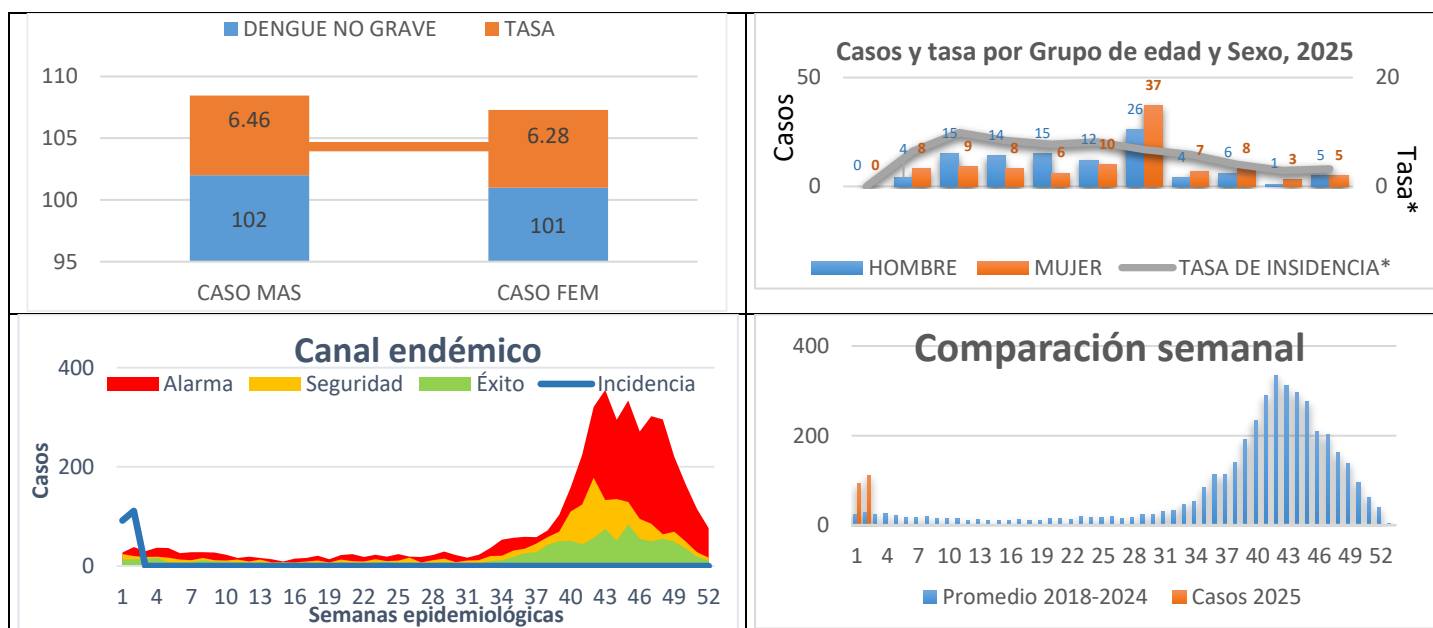 DENGUE NO GRAVE TASA
110
105
100
95
6.46
6.28
102
101
CASO MAS CASO FEM
Casos y tasa por Grupo de edad y Sexo, 2025
50
0
Casos
20
0
Tasa*
0 4 15 14 15 12 26 4 6 1 5
0 8 9 8 6 10 37 7 8 3 5
HOMBRE MUJER TASA DE INSIDENCIA*
Canal endémico
Alarma Seguridad Éxito Incidencia
400
200
0
Casos
1 4 7 10 13 16 19 22 25 28 31 34 37 40 43 46 49 52
Semanas epidemiológicas
Comparación semanal
400
200
0
1 4 7 10 13 16 19 22 25 28 31 34 37 40 43 46 49 52
Promedio 2018-2024 Casos 2025